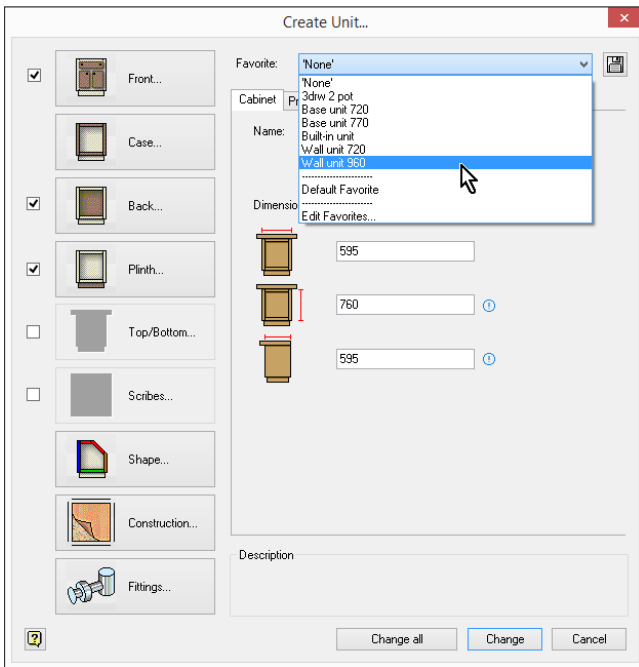 Create Unit...
Front...
Case...
Back...
Plinth...
Top/Bottom...
Scribes...
Shape...
Construction...
Fittings...
Favorite:
'None'
'None'
3drw 2 pot
Base unit 720
Base unit 770
Built-in unit
Wall unit 720
Wall unit 960
----------------------
Default Favorite
----------------------
Edit Favorites...
Cabinet
Pr
Name:
Dimensio
595
760
595
Description
Change all
Change
Cancel